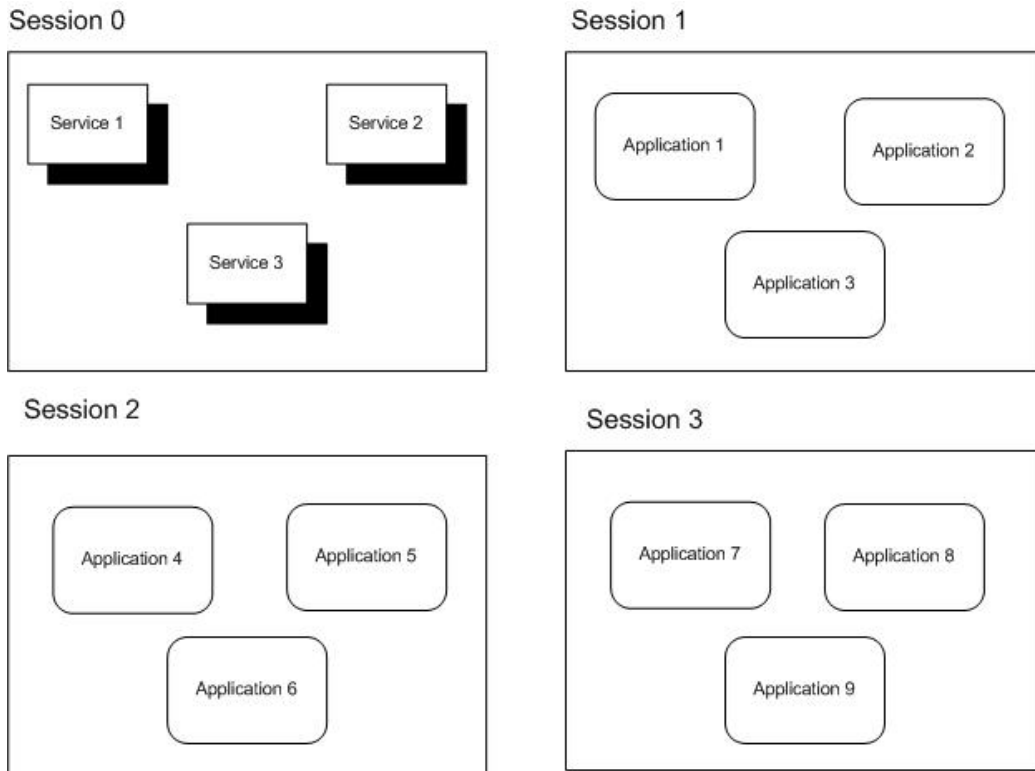 Session 0
Service 1
Service 2
Service 3
Session 1
Application 1
Application 2
Application 3
Session 2
Application 4
Application 5
Application 6
Session 3
Application 7
Application 8
Application 9